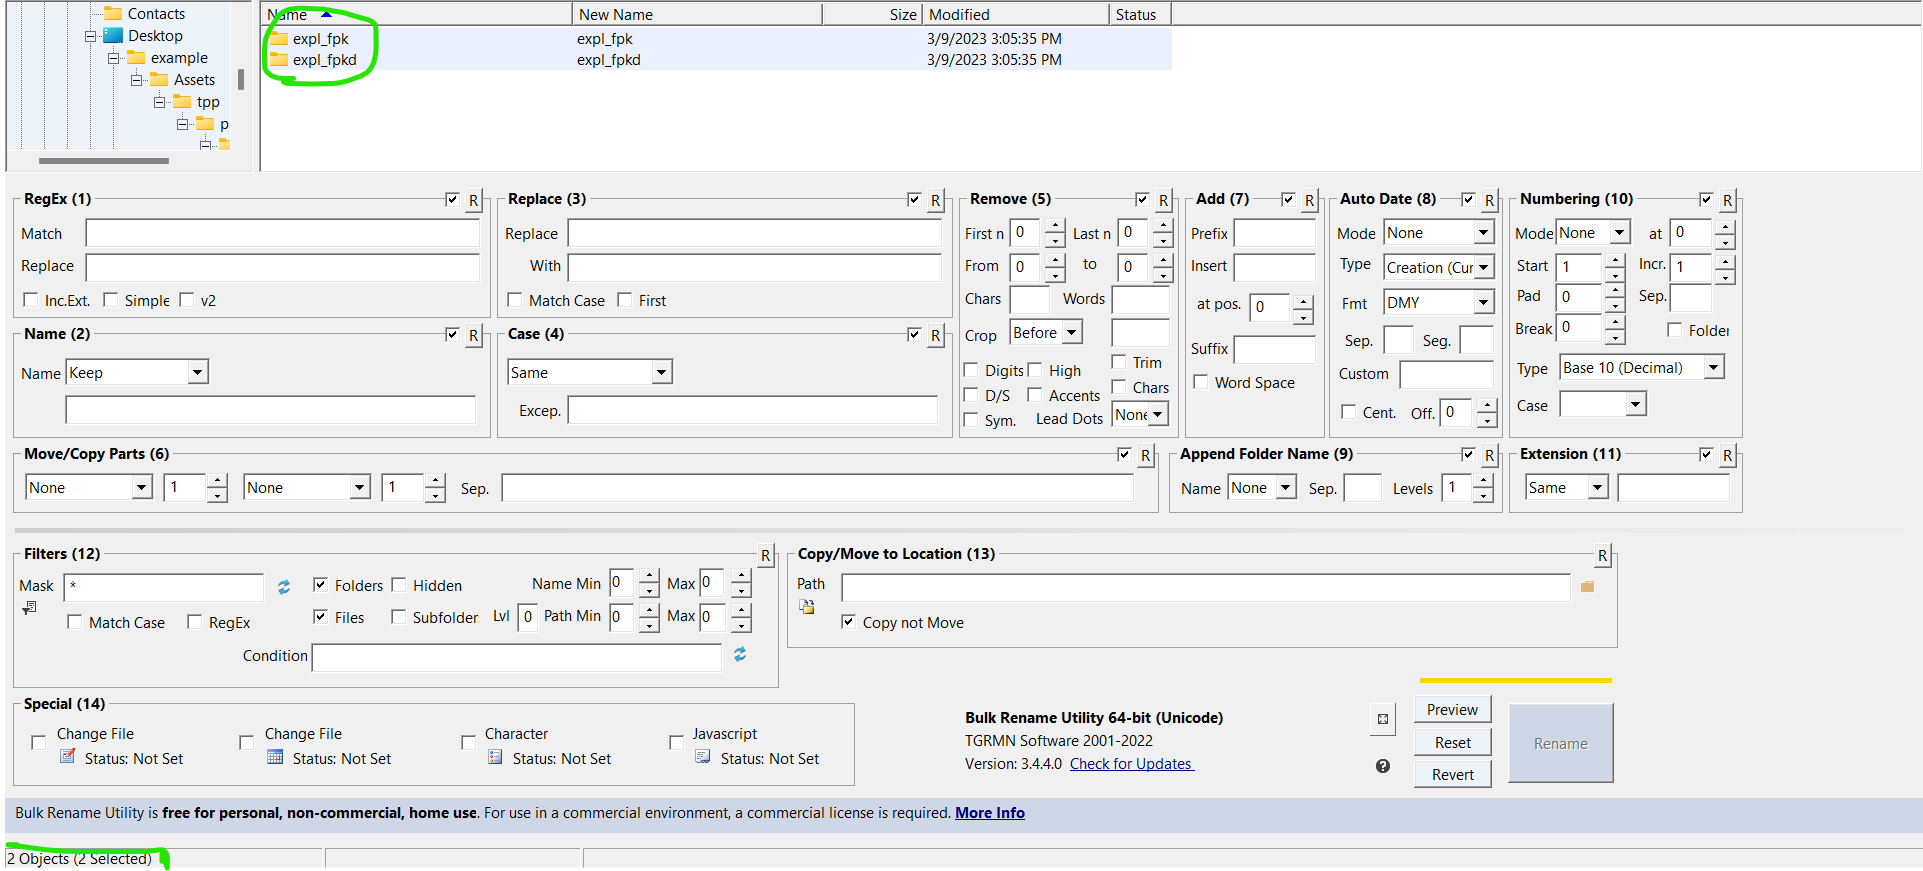 Contacts
Desktop
example
Assets
tpp
p
Name New Name Size Modified Status
expl_fpk expl_fpk 3/9/2023 3:05:35 PM
expl_fpkd expl_fpkd 3/9/2023 3:05:35 PM
RegEx (1) R
Match
Replace
Inc.Ext. Simple v2
Replace (3) R
Replace
With
Match Case First
Remove (5) R
First n 0 Last n 0
From 0 to 0
Chars Words
Crop Before
Digits High Trim
D/S Accents Chars
Sym. Lead Dots None
Add (7) R
Prefix
Insert
at pos. 0
Suffix
Word Space
Auto Date (8) R
Mode None
Type Creation (Cur
Fmt DMY
Sep. Seg.
Custom
Cent. Off. 0
Numbering (10) R
Mode None at 0
Start 1 Incr. 1
Pad 0 Sep.
Break 0 Folder
Type Base 10 (Decimal)
Case
Name (2) R
Name Keep
Case (4) R
Same
Excep.
Move/Copy Parts (6) R
None 1 None 1 Sep.
Append Folder Name (9) R
Name None Sep. Levels 1
Extension (11) R
Same
Filters (12) R
Mask * Folders Hidden Name Min 0 Max 0
Match Case RegEx Files Subfolder Lvl 0 Path Min 0 Max 0
Condition
Copy/Move to Location (13) R
Path
Copy not Move
Special (14)
Change File Change File Character Javascript
Status: Not Set Status: Not Set Status: Not Set Status: Not Set
Bulk Rename Utility 64-bit (Unicode)
TGRMN Software 2001-2022
Version: 3.4.4.0 Check for Updates
Preview
Reset
Revert
Rename
Bulk Rename Utility is free for personal, non-commercial, home use. For use in a commercial environment, a commercial license is required. More Info
2 Objects (2 Selected)